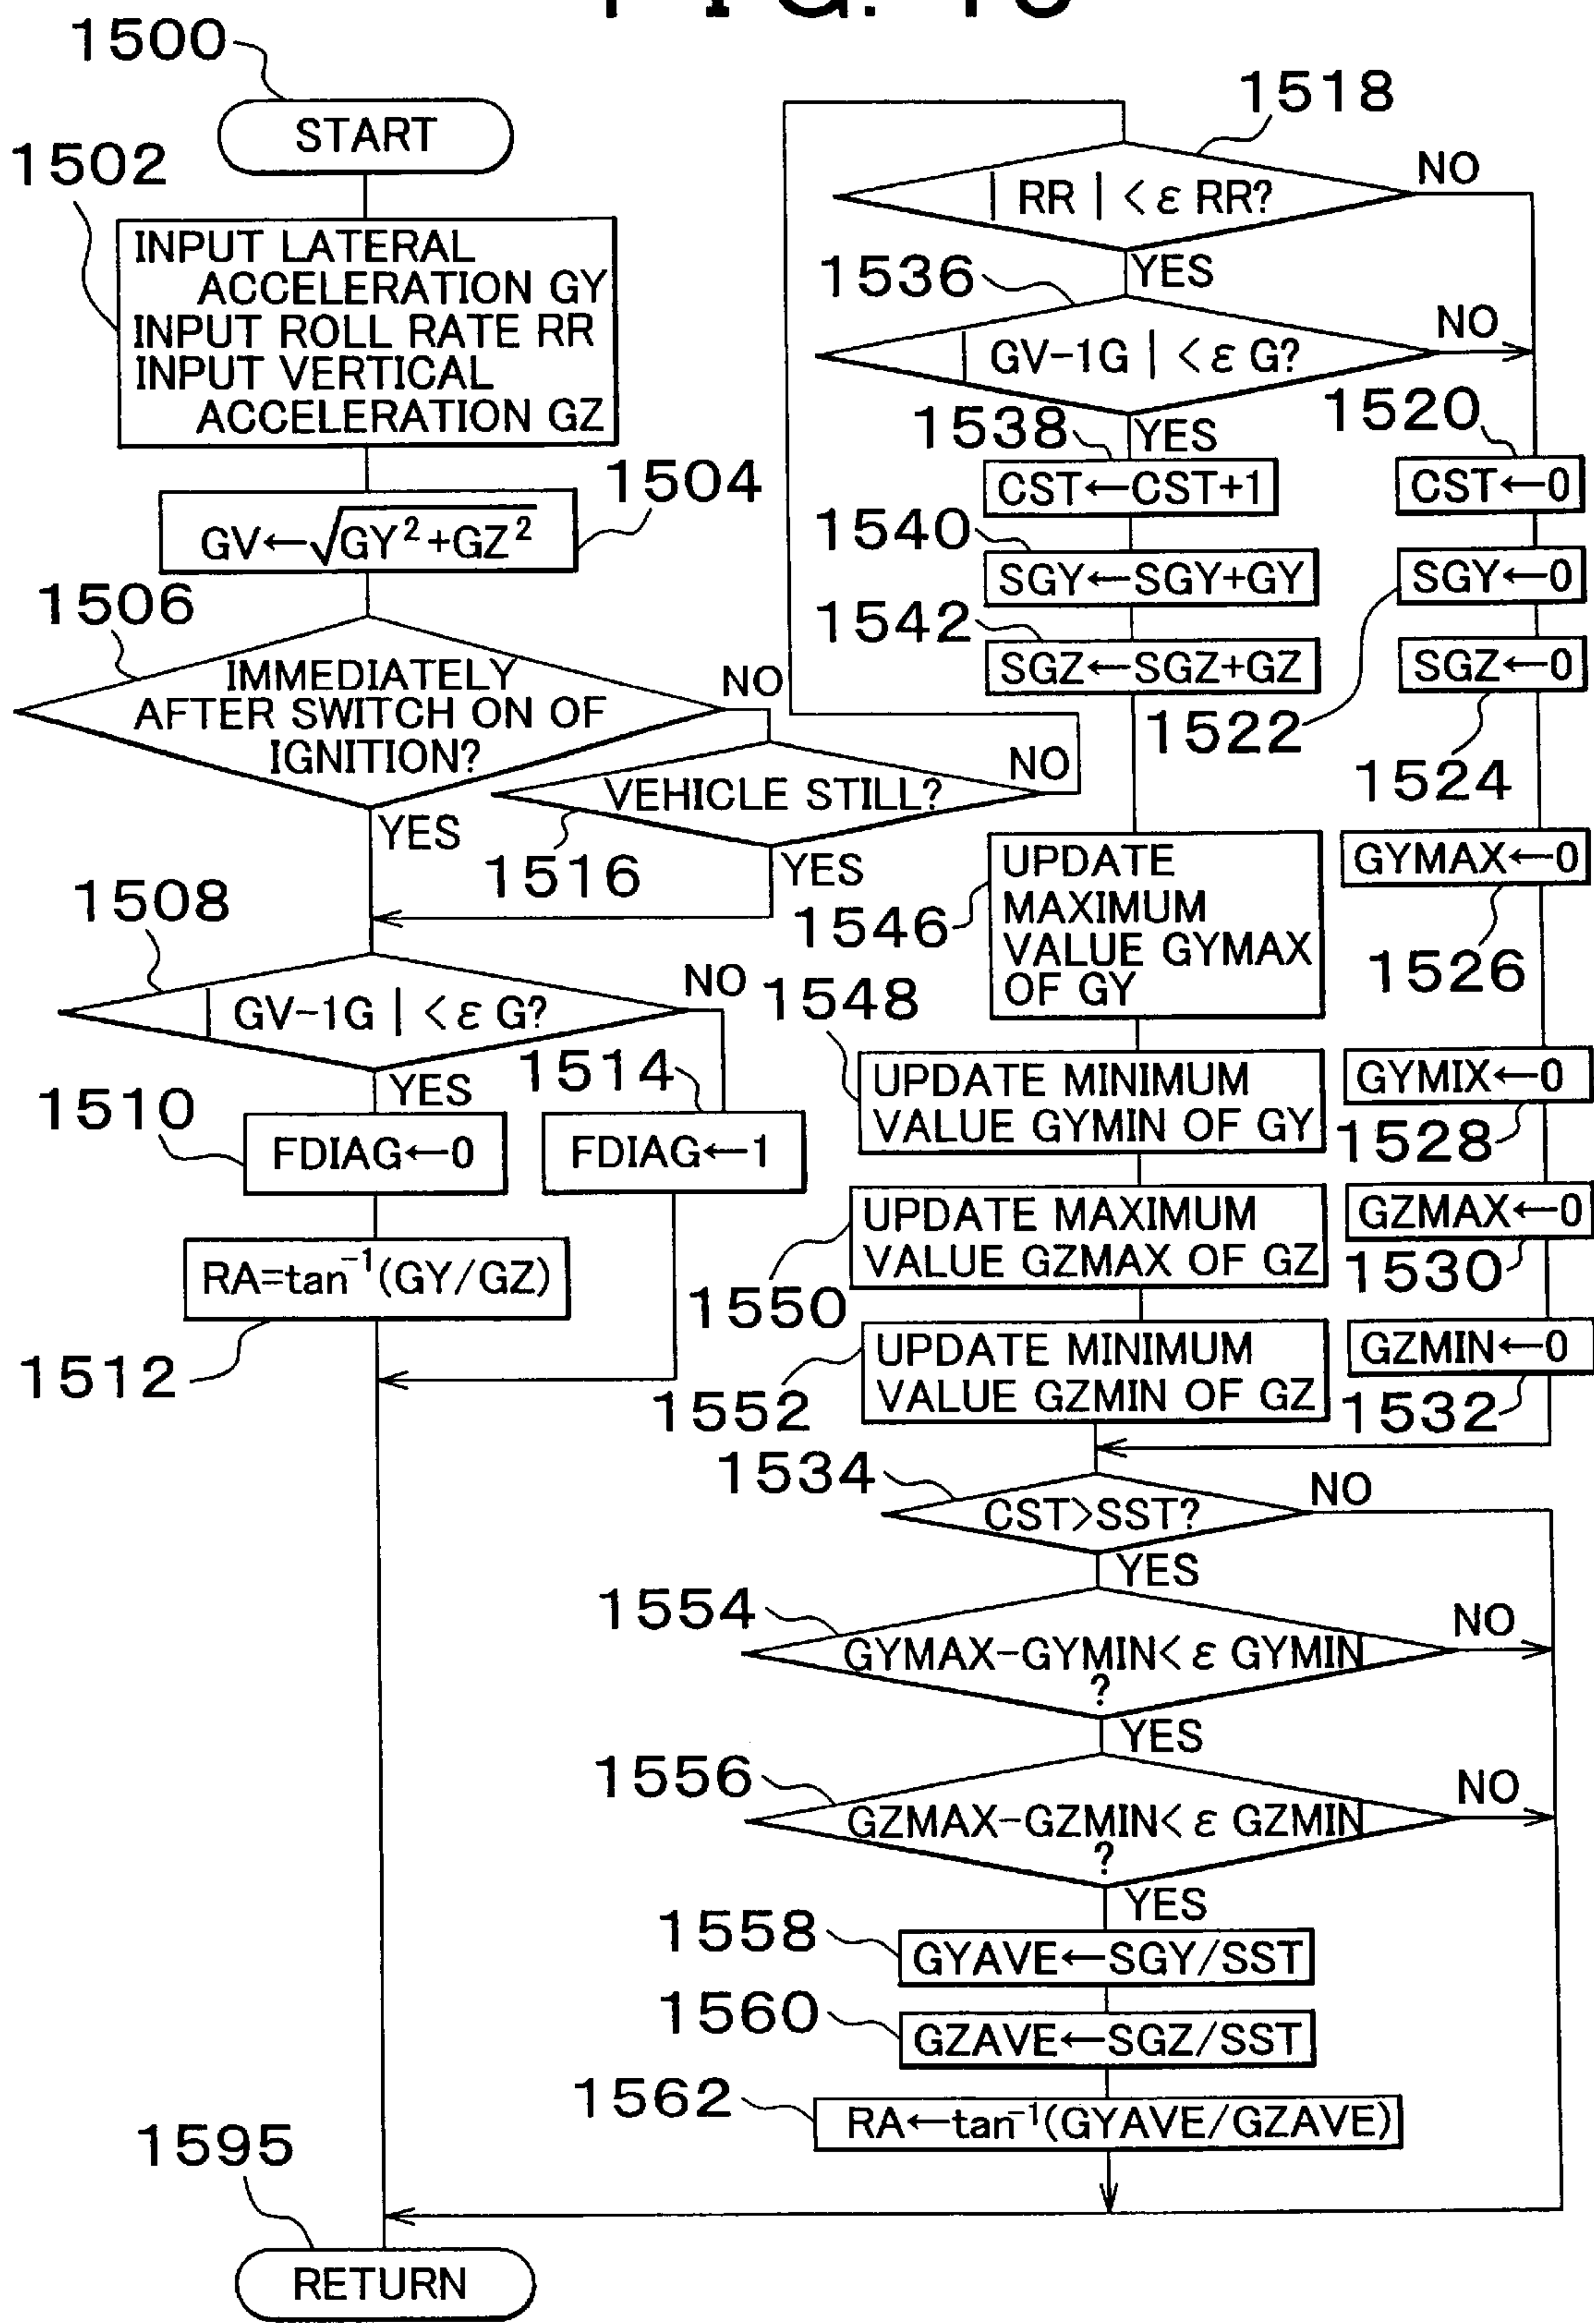 1500
START
1502
INPUT LATERAL
ACCELERATION GY
INPUT ROLL RATE RR
INPUT VERTICAL
ACCELERATION GZ
1504
GV←√GY²+GZ²
1506
IMMEDIATELY
AFTER SWITCH ON OF
IGNITION?
NO
YES
VEHICLE STILL?
NO
1516
YES
1508
| GV-1G | <ε G?
NO
YES
1510
FDIAG←0
1514
FDIAG←1
RA=tan⁻¹(GY/GZ)
1512
1518
| RR | <ε RR?
NO
YES
1536
| GV-1G | <ε G?
NO
YES
1538
CST←CST+1
1520
CST←0
1540
SGY←SGY+GY
SGY←0
1542
SGZ←SGZ+GZ
SGZ←0
1522
1524
UPDATE
MAXIMUM
VALUE GYMAX
OF GY
1546
GYMAX←0
1526
1548
UPDATE MINIMUM
VALUE GYMIN OF GY
GYMIX←0
1528
UPDATE MAXIMUM
VALUE GZMAX OF GZ
1550
GZMAX←0
1530
UPDATE MINIMUM
VALUE GZMIN OF GZ
1552
GZMIN←0
1532
1534
CST>SST?
NO
YES
1554
GYMAX-GYMIN<ε GYMIN
?
NO
YES
1556
GZMAX-GZMIN<ε GZMIN
?
NO
YES
1558
GYAVE←SGY/SST
1560
GZAVE←SGZ/SST
1562
RA←tan⁻¹(GYAVE/GZAVE)
1595
RETURN